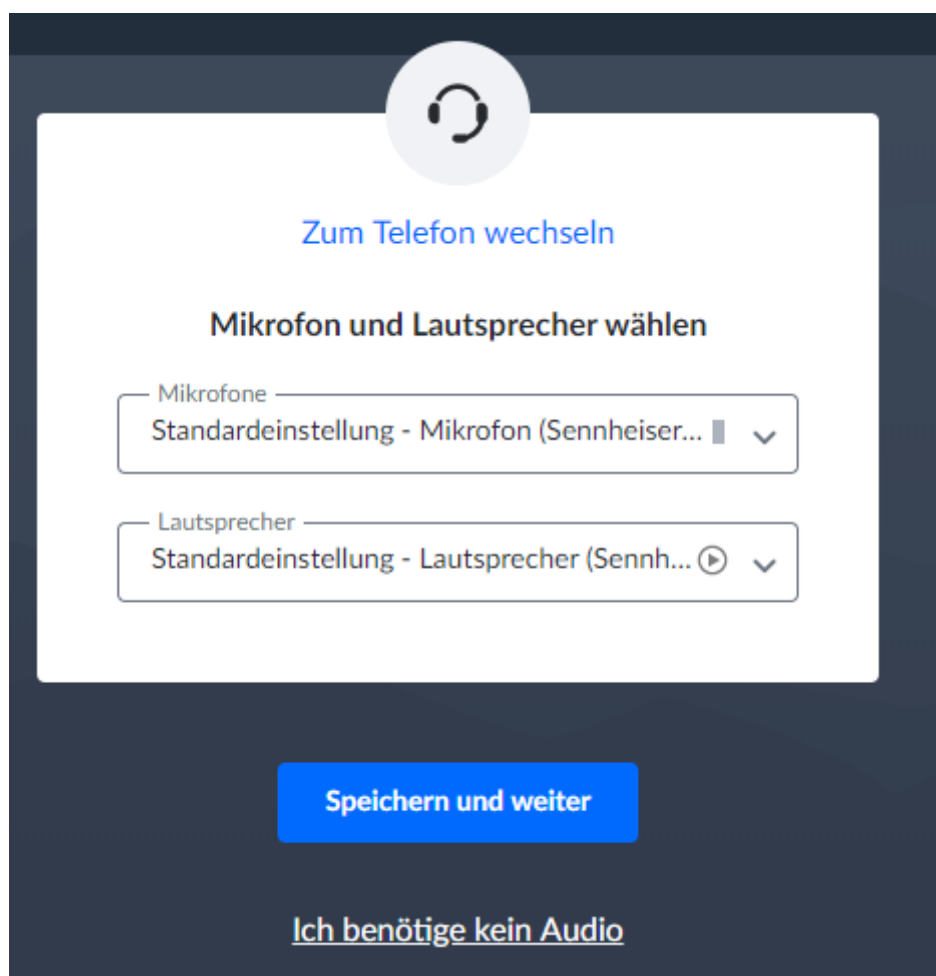 Zum Telefon wechseln
Mikrofon und Lautsprecher wählen
Mikrofone
Standardeinstellung - Mikrofon (Sennheiser...
Lautsprecher
Standardeinstellung - Lautsprecher (Sennh...
Speichern und weiter
Ich benötige kein Audio